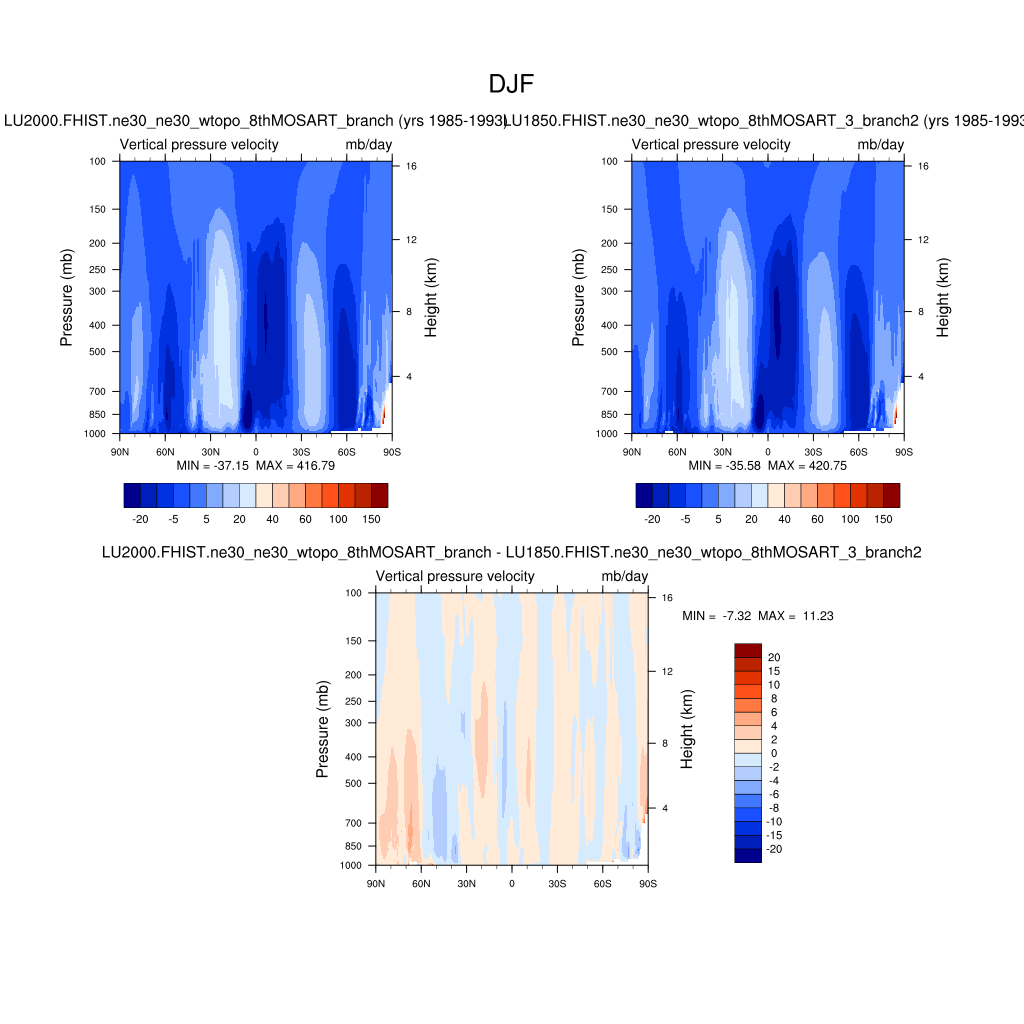 DJF
LU2000.FHIST.ne30_ne30_wtopo_8thMOSART_branch (yrs 1985-1993)
LU1850.FHIST.ne30_ne30_wtopo_8thMOSART_3_branch2 (yrs 1985-1993
Vertical pressure velocity mb/day
Pressure (mb)
100
150
200
250
300
400
500
700
850
1000
16
12
8
4
Height (km)
90N 60N 30N 0 30S 60S 90S
MIN = -37.15 MAX = 416.79
-20 -5 5 20 40 60 100 150
Vertical pressure velocity mb/day
Pressure (mb)
100
150
200
250
300
400
500
700
850
1000
16
12
8
4
Height (km)
90N 60N 30N 0 30S 60S 90S
MIN = -35.58 MAX = 420.75
-20 -5 5 20 40 60 100 150
LU2000.FHIST.ne30_ne30_wtopo_8thMOSART_branch - LU1850.FHIST.ne30_ne30_wtopo_8thMOSART_3_branch2
Vertical pressure velocity mb/day
Pressure (mb)
100
150
200
250
300
400
500
700
850
1000
16
12
8
4
Height (km)
90N 60N 30N 0 30S 60S 90S
MIN = -7.32 MAX = 11.23
20
15
10
8
6
4
2
0
-2
-4
-6
-8
-10
-15
-20